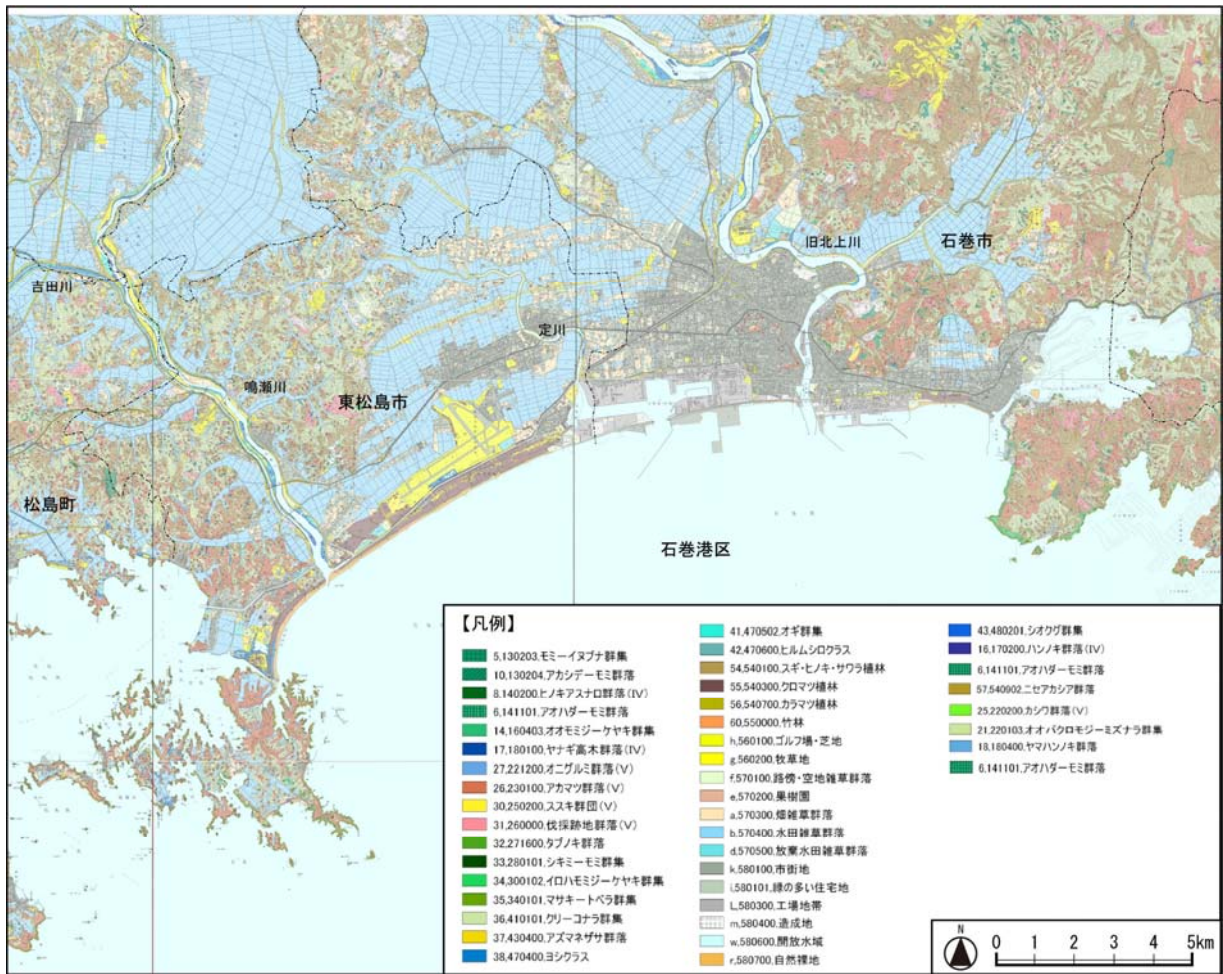 旧北上川
石巻市
吉田川
定川
鳴瀬川
東松島市
松島町
石巻港区
【凡例】
5,130203,モミーイヌブナ群集
10,130204,アカシデーモミ群落
8,140200,ヒノキアスナロ群落(IV)
6,141101,アオハダーモミ群落
14,160403,オオモミジーケヤキ群集
17,180100,ヤナギ高木群落(IV)
27,221200,オニグルミ群落(V)
26,230100,アカマツ群落(V)
30,250200,ススキ群団(V)
31,260000,伐採跡地群落(V)
32,271600,タブノキ群落
33,280101,シキミーモミ群集
34,300102,イロハモミジーケヤキ群集
35,340101,マサキートベラ群集
36,410101,クリーコナラ群集
37,430400,アズマネザサ群落
38,470400,ヨシクラス
41,470502,オギ群集
42,470600,ヒルムシロクラス
54,540100,スギ・ヒノキ・サワラ植林
55,540300,クロマツ植林
56,540700,カラマツ植林
60,550000,竹林
h,560100,ゴルフ場・芝地
g,560200,牧草地
f,570100,路傍・空地雑草群落
e,570200,果樹園
a,570300,畑雑草群落
b,570400,水田雑草群落
d,570500,放棄水田雑草群落
k,580100,市街地
i,580101,緑の多い住宅地
L,580300,工場地帯
m,580400,造成地
w,580600,開放水域
r,580700,自然裸地
43,480201,シオクグ群集
16,170200,ハンノキ群落(IV)
6,141101,アオハダーモミ群落
57,540902,ニセアカシア群落
25,220200,カシワ群落(V)
21,220103,オオバクロモジーミズナラ群集
18,180400,ヤマハンノキ群落
6,141101,アオハダーモミ群落
N
0 1 2 3 4 5km